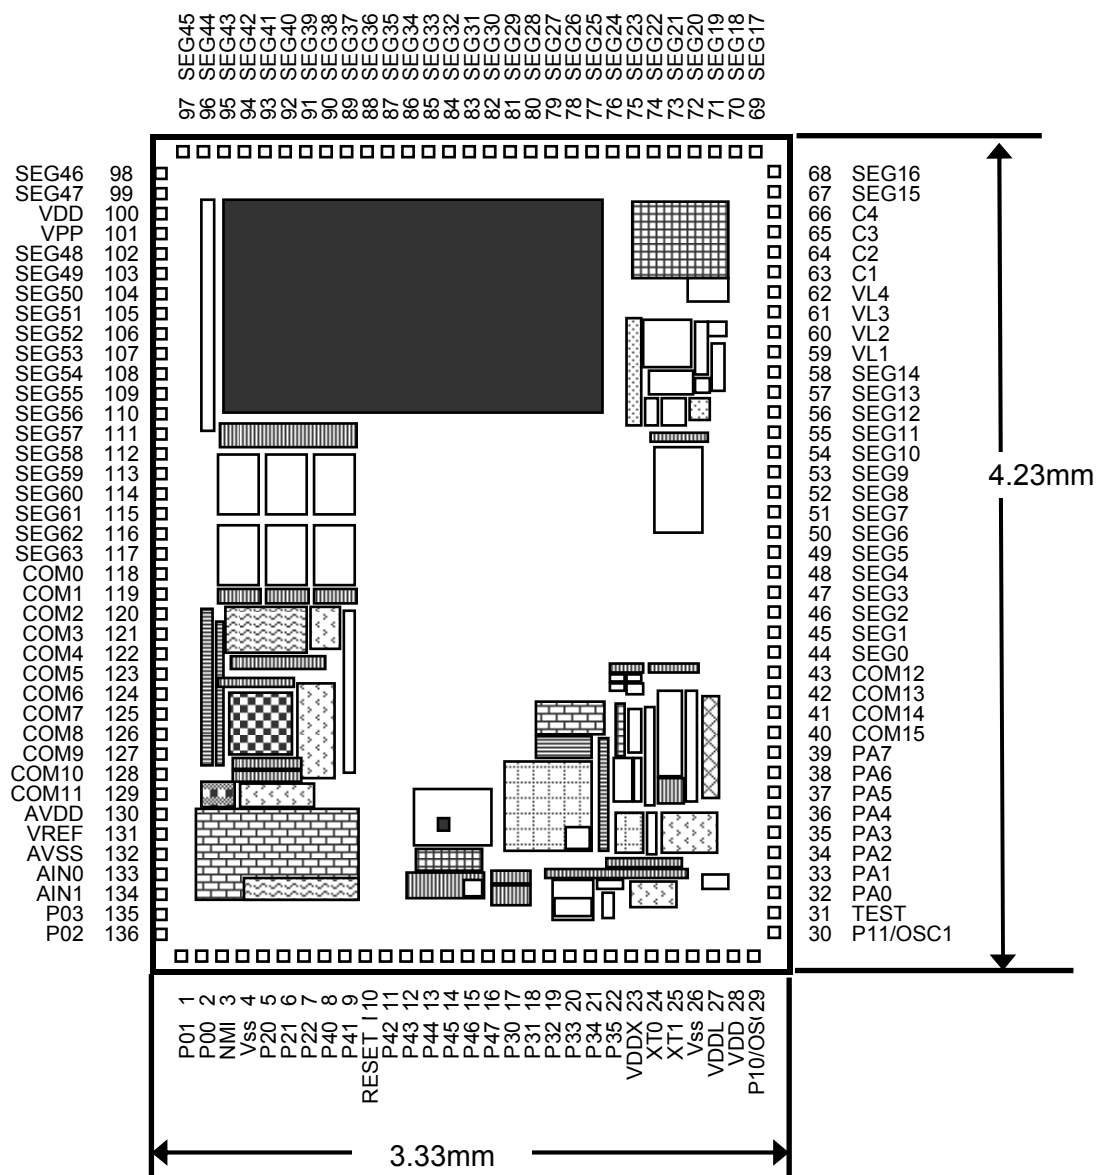 97 SEG45
96 SEG44
95 SEG43
94 SEG42
93 SEG41
92 SEG40
91 SEG39
90 SEG38
89 SEG37
88 SEG36
87 SEG35
86 SEG34
85 SEG33
84 SEG32
83 SEG31
82 SEG30
81 SEG29
80 SEG28
79 SEG27
78 SEG26
77 SEG25
76 SEG24
75 SEG23
74 SEG22
73 SEG21
72 SEG20
71 SEG19
70 SEG18
69 SEG17
SEG46 98
SEG47 99
VDD 100
VPP 101
SEG48 102
SEG49 103
SEG50 104
SEG51 105
SEG52 106
SEG53 107
SEG54 108
SEG55 109
SEG56 110
SEG57 111
SEG58 112
SEG59 113
SEG60 114
SEG61 115
SEG62 116
SEG63 117
COM0 118
COM1 119
COM2 120
COM3 121
COM4 122
COM5 123
COM6 124
COM7 125
COM8 126
COM9 127
COM10 128
COM11 129
AVDD 130
VREF 131
AVSS 132
AIN0 133
AIN1 134
P03 135
P02 136
68 SEG16
67 SEG15
66 C4
65 C3
64 C2
63 C1
62 VL4
61 VL3
60 VL2
59 VL1
58 SEG14
57 SEG13
56 SEG12
55 SEG11
54 SEG10
53 SEG9
52 SEG8
51 SEG7
50 SEG6
49 SEG5
48 SEG4
47 SEG3
46 SEG2
45 SEG1
44 SEG0
43 COM12
42 COM13
41 COM14
40 COM15
39 PA7
38 PA6
37 PA5
36 PA4
35 PA3
34 PA2
33 PA1
32 PA0
31 TEST
30 P11/OSC1
4.23mm
P01 1
P00 2
NMI 3
Vss 4
P20 5
P21 6
P22 7
P40 8
P41 9
RESET 10
P42 11
P43 12
P44 13
P45 14
P46 15
P47 16
P30 17
P31 18
P32 19
P33 20
P34 21
P35 22
VDDX 23
XT0 24
XT1 25
Vss 26
VDDL 27
VDD 28
P10/OS 29
3.33mm